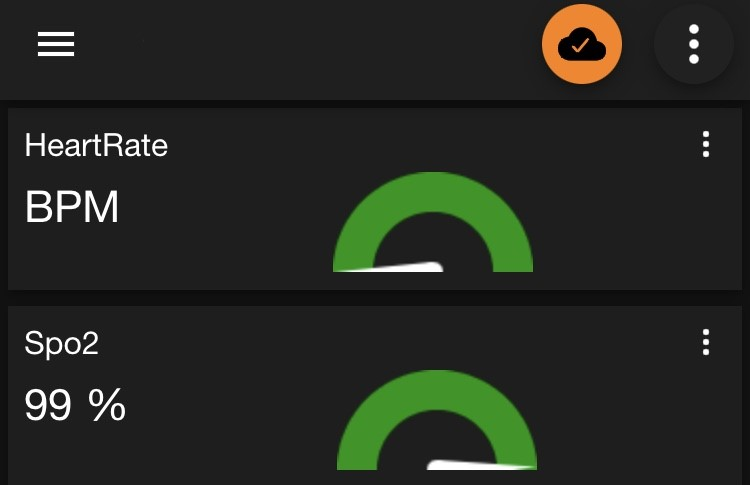 HeartRate
BPM
Spo2
99 %